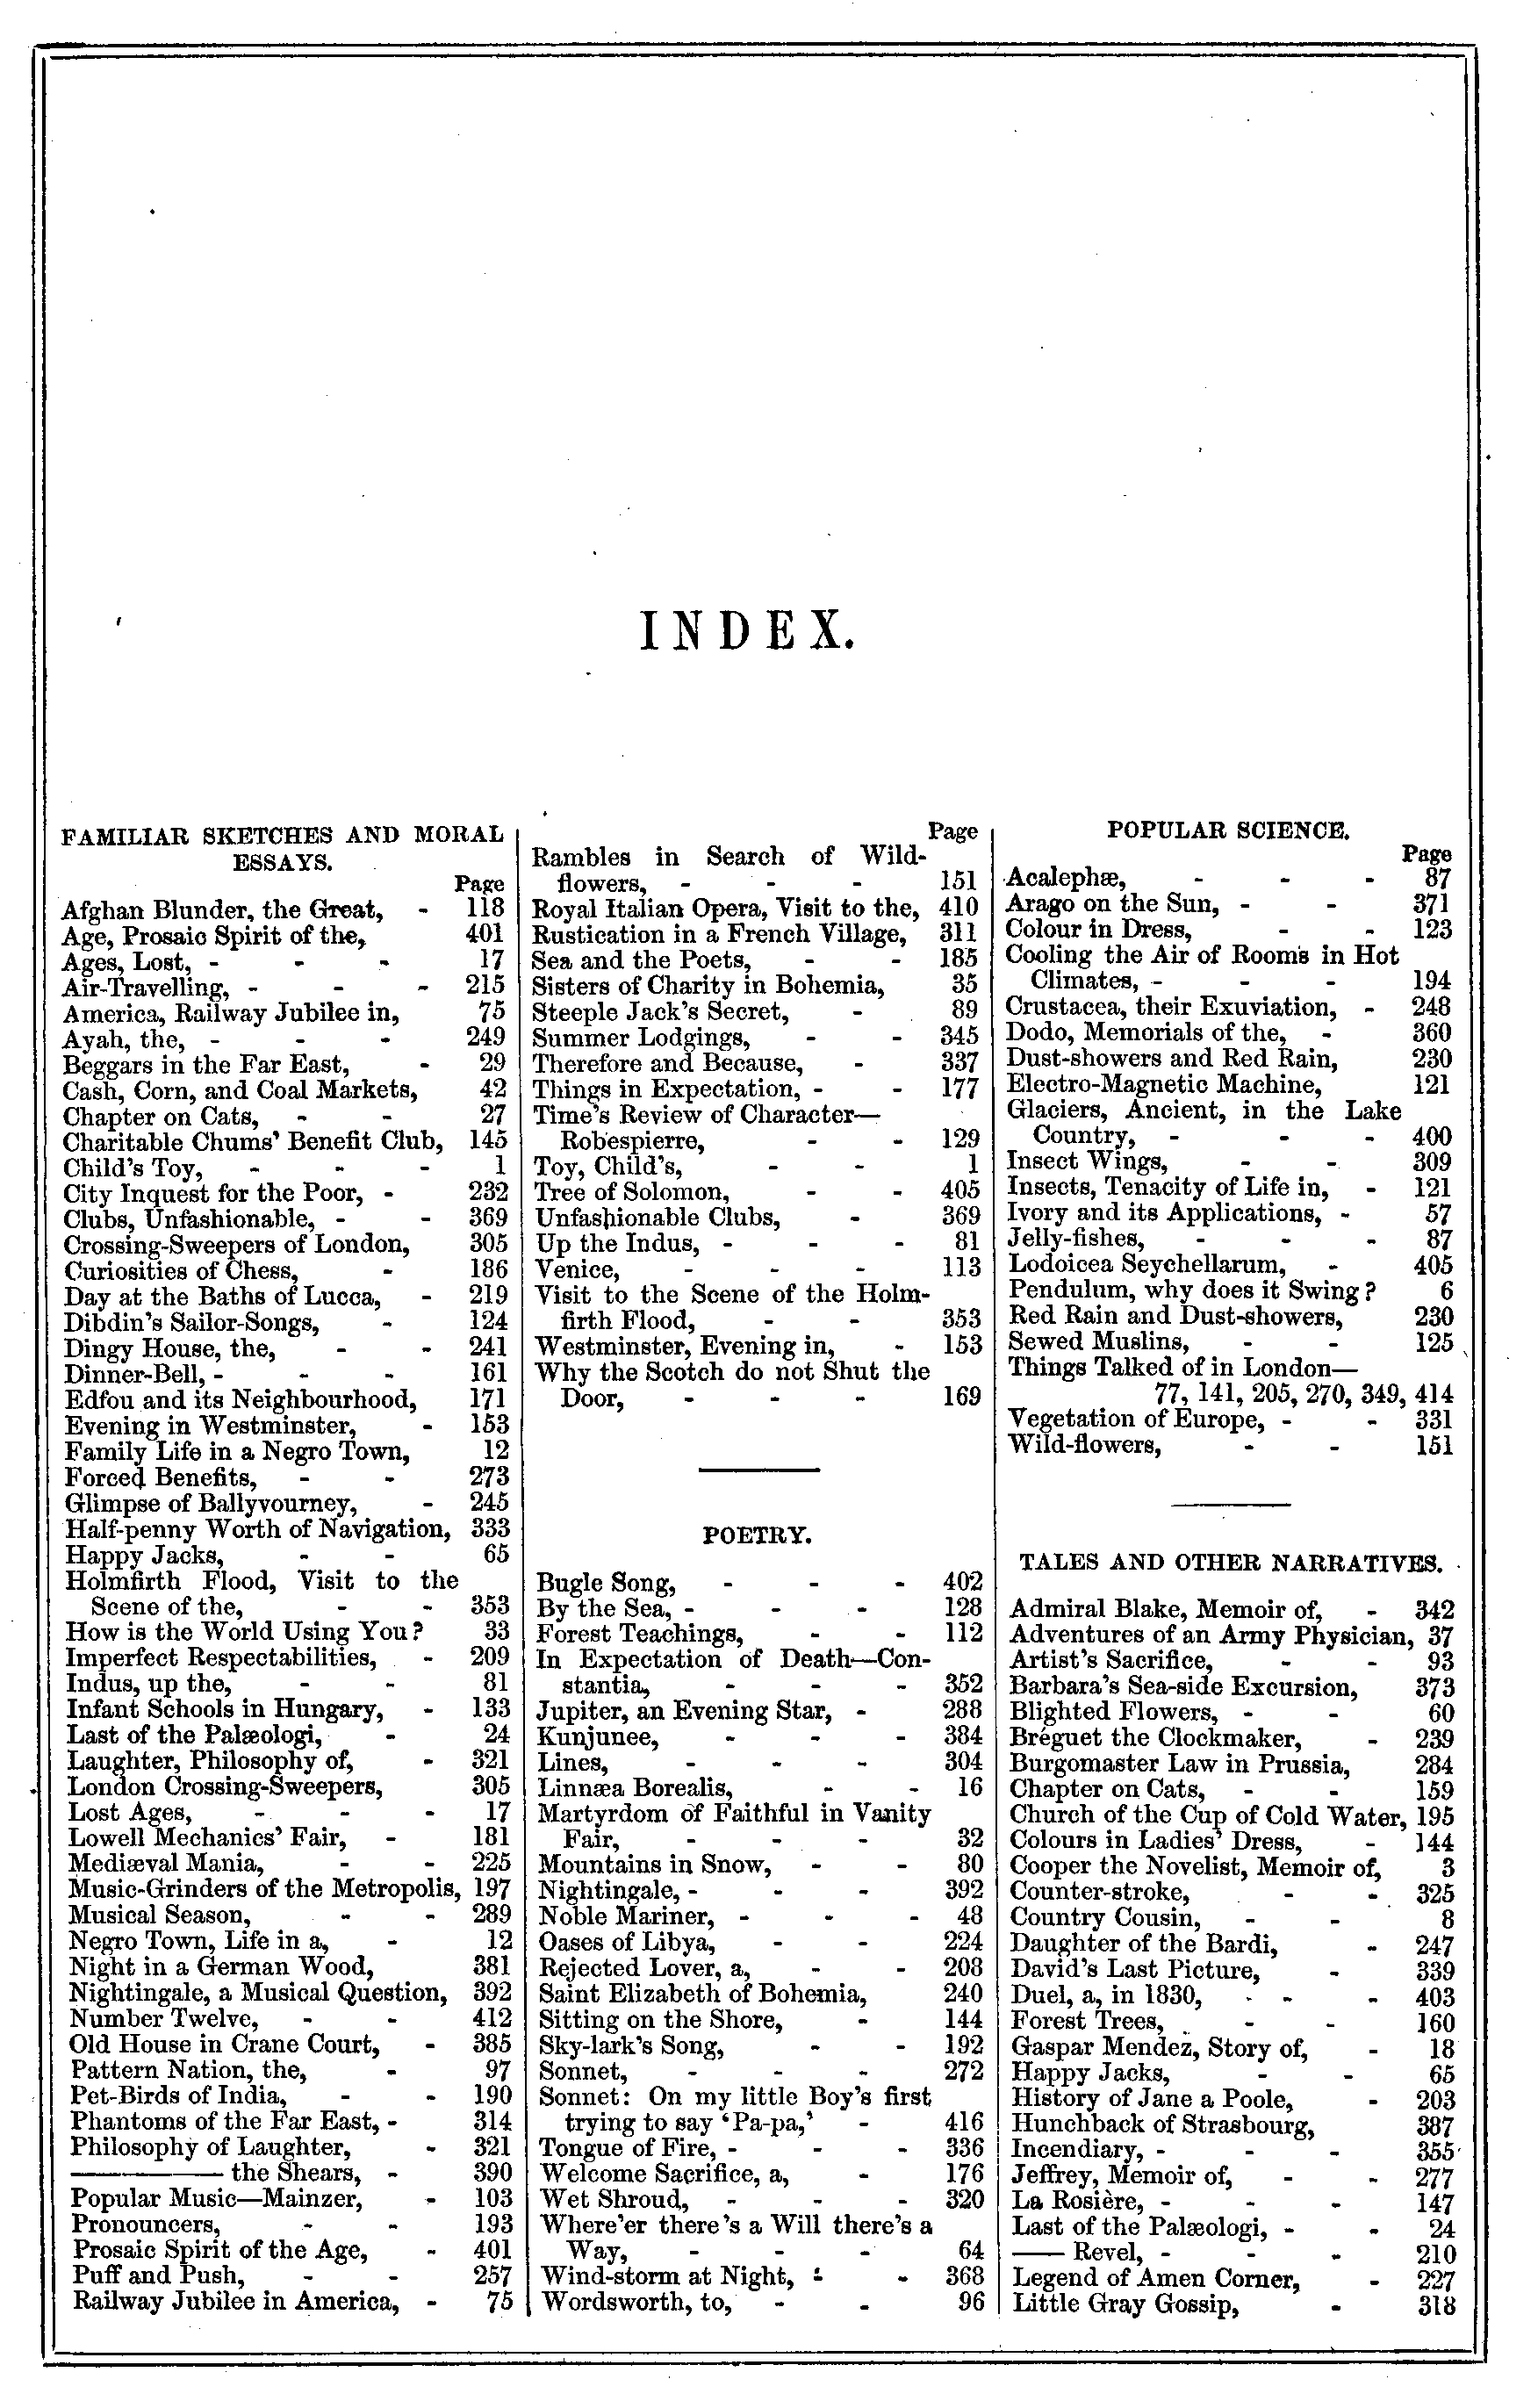 INDEX.
FAMILIAR SKETCHES AND MORAL
ESSAYS.
Page
Afghan Blunder, the Great, - 118
Age, Prosaic Spirit of the, 401
Ages, Lost, - - - 17
Air-Travelling, - - - 215
America, Railway Jubilee in, 75
Ayah, the, - - - 249
Beggars in the Far East, - 29
Cash, Corn, and Coal Markets, 42
Chapter on Cats, - - 27
Charitable Chums' Benefit Club, 145
Child's Toy, - - - 1
City Inquest for the Poor, - 232
Clubs, Unfashionable, - - 369
Crossing-Sweepers of London, 305
Curiosities of Chess, - 186
Day at the Baths of Lucca, - 219
Dibdin's Sailor-Songs, - 124
Dingy House, the, - - 241
Dinner-Bell, - - - 161
Edfou and its Neighbourhood, 171
Evening in Westminster, - 153
Family Life in a Negro Town, 12
Forced Benefits, - - 273
Glimpse of Ballyvourney, - 245
Half-penny Worth of Navigation, 333
Happy Jacks, - - 65
Holmfirth Flood, Visit to the
Scene of the, - - 353
How is the World Using You? 33
Imperfect Respectabilities, - 209
Indus, up the, - - 81
Infant Schools in Hungary, - 133
Last of the Palæologi, - 24
Laughter, Philosophy of, - 321
London Crossing-Sweepers, 305
Lost Ages, - - - 17
Lowell Mechanics' Fair, - 181
Mediæval Mania, - - 225
Music-Grinders of the Metropolis, 197
Musical Season, - - 289
Negro Town, Life in a, - 12
Night in a German Wood, 381
Nightingale, a Musical Question, 392
Number Twelve, - - 412
Old House in Crane Court, - 385
Pattern Nation, the, - 97
Pet-Birds of India, - - 190
Phantoms of the Far East, - 314
Philosophy of Laughter, - 321
——— the Shears, - 390
Popular Music—Mainzer, - 103
Pronouncers, - - 193
Prosaic Spirit of the Age, - 401
Puff and Push, - - 257
Railway Jubilee in America, - 75
Page
Rambles in Search of Wild-
flowers, - - - 151
Royal Italian Opera, Visit to the, 410
Rustication in a French Village, 311
Sea and the Poets, - - 185
Sisters of Charity in Bohemia, 35
Steeple Jack's Secret, - 89
Summer Lodgings, - - 345
Therefore and Because, - 337
Things in Expectation, - - 177
Time's Review of Character—
Robespierre, - - 129
Toy, Child's, - - 1
Tree of Solomon, - - 405
Unfashionable Clubs, - 369
Up the Indus, - - - 81
Venice, - - - 113
Visit to the Scene of the Holm-
firth Flood, - - 353
Westminster, Evening in, - 153
Why the Scotch do not Shut the
Door, - - - 169
POETRY.
Bugle Song, - - - 402
By the Sea, - - - 128
Forest Teachings, - - 112
In Expectation of Death—Con-
stantia, - - - 352
Jupiter, an Evening Star, - 288
Kunjunee, - - - 384
Lines, - - - 304
Linnæa Borealis, - - 16
Martyrdom of Faithful in Vanity
Fair, - - - 32
Mountains in Snow, - - 80
Nightingale, - - - 392
Noble Mariner, - - - 48
Oases of Libya, - - 224
Rejected Lover, a, - - 208
Saint Elizabeth of Bohemia, 240
Sitting on the Shore, - 144
Sky-lark's Song, - - 192
Sonnet, - - - 272
Sonnet: On my little Boy's first
trying to say 'Pa-pa,' - 416
Tongue of Fire, - - - 336
Welcome Sacrifice, a, - 176
Wet Shroud, - - - 320
Where'er there's a Will there's a
Way, - - - 64
Wind-storm at Night, - - 368
Wordsworth, to, - - 96
POPULAR SCIENCE.
Page
Acalephæ, - - - 87
Arago on the Sun, - - 371
Colour in Dress, - - 123
Cooling the Air of Rooms in Hot
Climates, - - - 194
Crustacea, their Exuviation, - 248
Dodo, Memorials of the, - 360
Dust-showers and Red Rain, 230
Electro-Magnetic Machine, 121
Glaciers, Ancient, in the Lake
Country, - - - 400
Insect Wings, - - 309
Insects, Tenacity of Life in, - 121
Ivory and its Applications, - 57
Jelly-fishes, - - - 87
Lodoicea Seychellarum, - 405
Pendulum, why does it Swing? 6
Red Rain and Dust-showers, 230
Sewed Muslins, - - 125
Things Talked of in London—
77, 141, 205, 270, 349, 414
Vegetation of Europe, - - 331
Wild-flowers, - - 151
TALES AND OTHER NARRATIVES.
Admiral Blake, Memoir of, - 342
Adventures of an Army Physician, 37
Artist's Sacrifice, - - 93
Barbara's Sea-side Excursion, 373
Blighted Flowers, - - 60
Bréguet the Clockmaker, - 239
Burgomaster Law in Prussia, 284
Chapter on Cats, - - 159
Church of the Cup of Cold Water, 195
Colours in Ladies' Dress, - 144
Cooper the Novelist, Memoir of, 3
Counter-stroke, - - 325
Country Cousin, - - 8
Daughter of the Bardi, - 247
David's Last Picture, - 339
Duel, a, in 1830, - - 403
Forest Trees, - - 160
Gaspar Mendez, Story of, - 18
Happy Jacks, - - 65
History of Jane a Poole, - 203
Hunchback of Strasbourg, 387
Incendiary, - - - 355
Jeffrey, Memoir of, - - 277
La Rosière, - - - 147
Last of the Palæologi, - - 24
—— Revel, - - - 210
Legend of Amen Corner, - 227
Little Gray Gossip, - 318